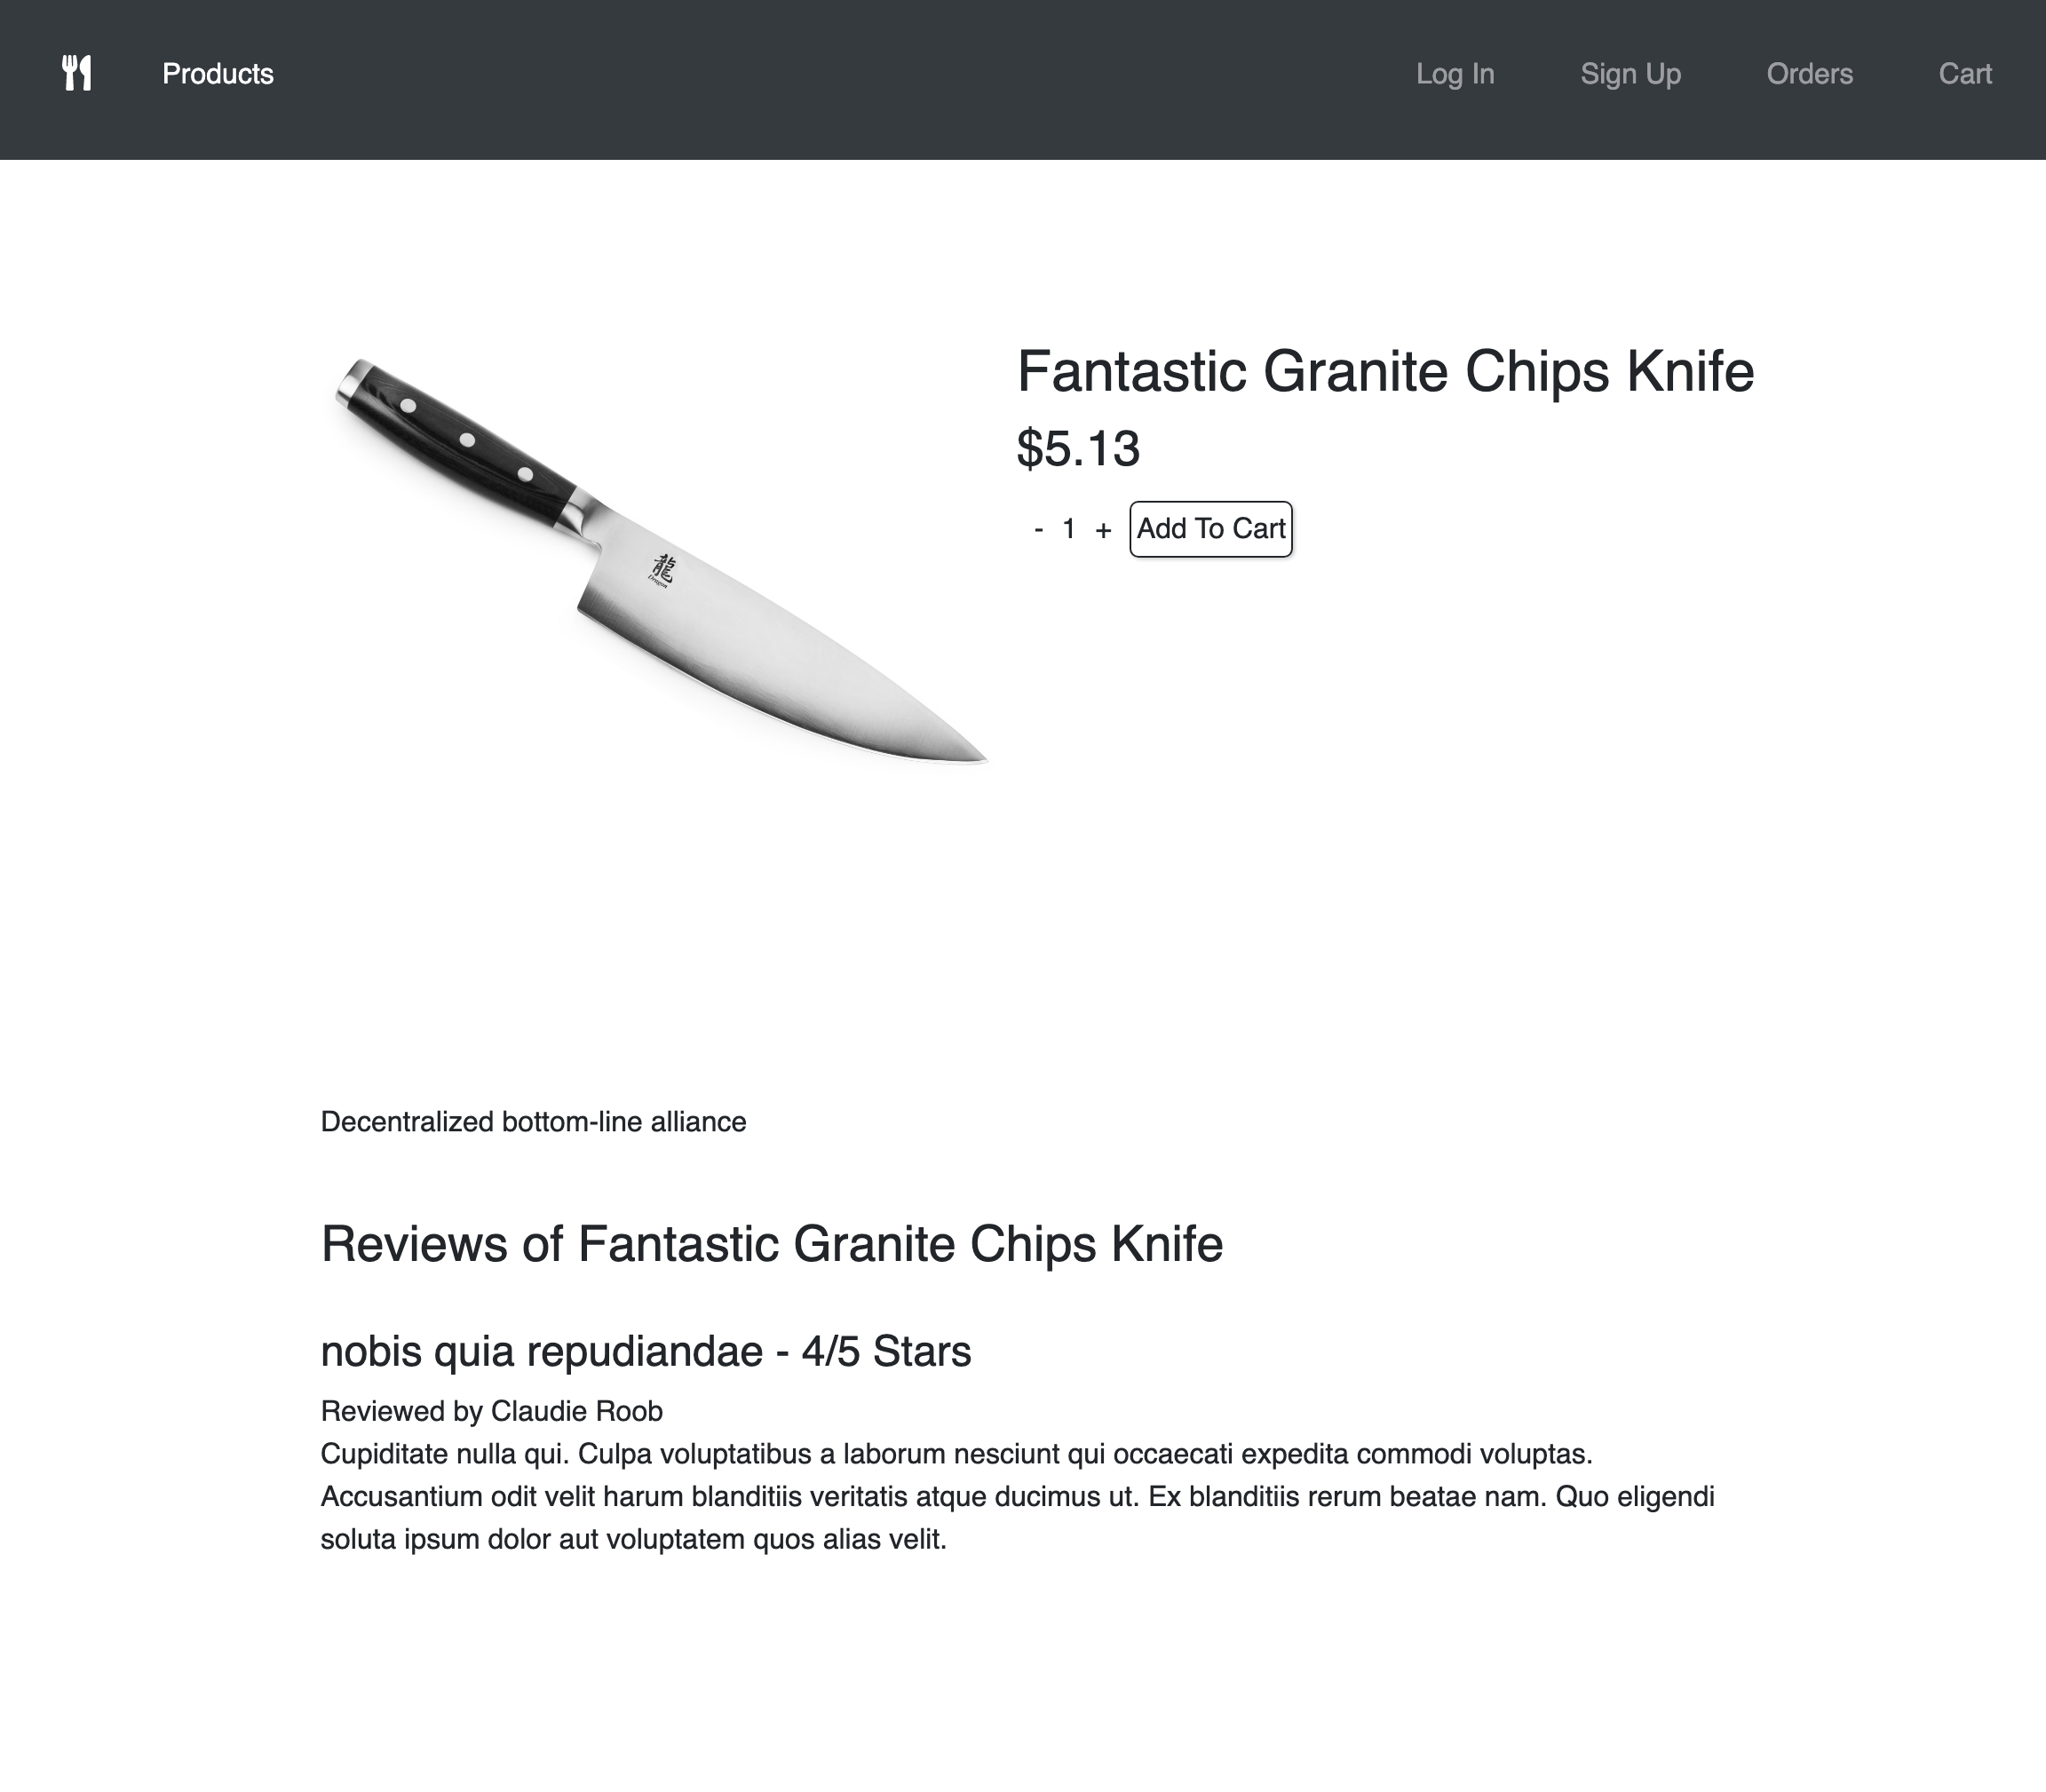 Products
Log In
Sign Up
Orders
Cart
Fantastic Granite Chips Knife
$5.13
- 1 + Add To Cart
龍
Dragon
Decentralized bottom-line alliance
Reviews of Fantastic Granite Chips Knife
nobis quia repudiandae - 4/5 Stars
Reviewed by Claudie Roob
Cupiditate nulla qui. Culpa voluptatibus a laborum nesciunt qui occaecati expedita commodi voluptas.
Accusantium odit velit harum blanditiis veritatis atque ducimus ut. Ex blanditiis rerum beatae nam. Quo eligendi
soluta ipsum dolor aut voluptatem quos alias velit.